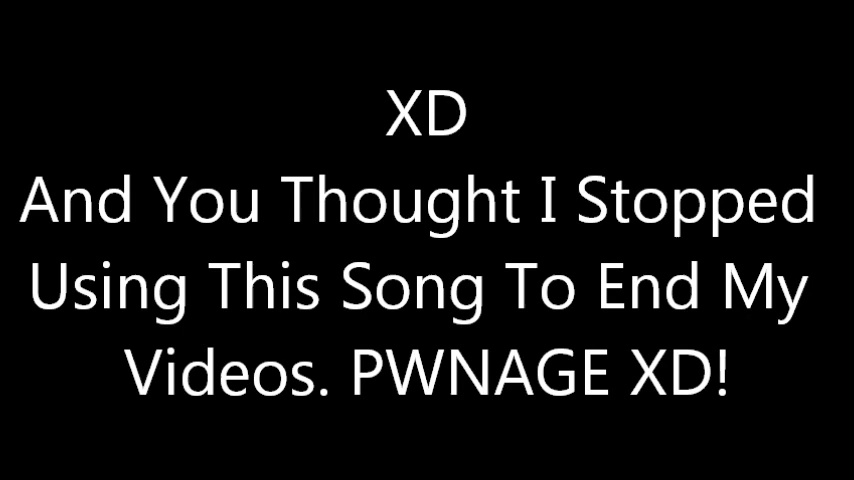 XD
And You Thought I Stopped
Using This Song To End My
Videos. PWNAGE XD!